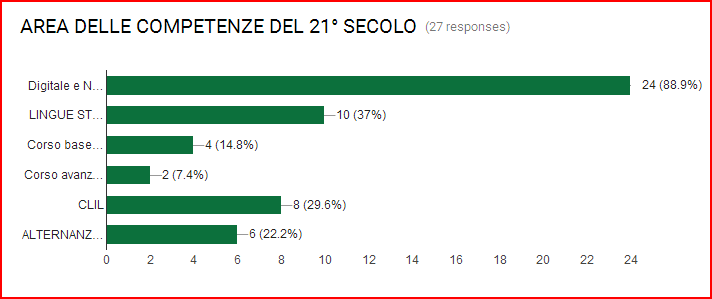 AREA DELLE COMPETENZE DEL 21° SECOLO (27 responses)
Digitale e N... 24 (88.9%)
LINGUE ST... 10 (37%)
Corso base... 4 (14.8%)
Corso avanz... 2 (7.4%)
CLIL 8 (29.6%)
ALTERNANZ... 6 (22.2%)
0 2 4 6 8 10 12 14 16 18 20 22 24